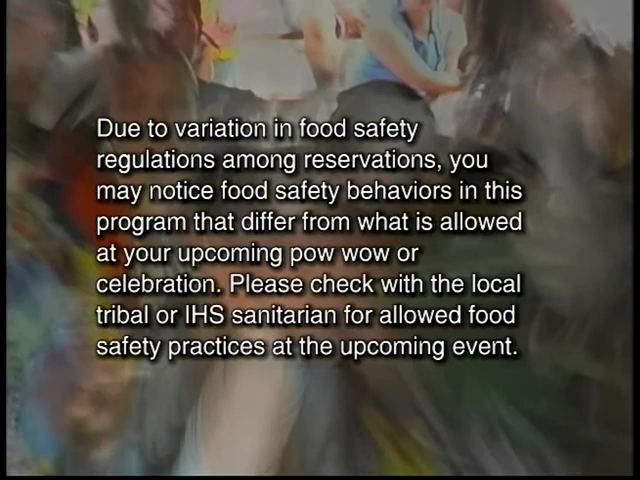 Due to variation in food safety
regulations among reservations, you
may notice food safety behaviors in this
program that differ from what is allowed
at your upcoming pow wow or
celebration. Please check with the local
tribal or IHS sanitarian for allowed food
safety practices at the upcoming event.